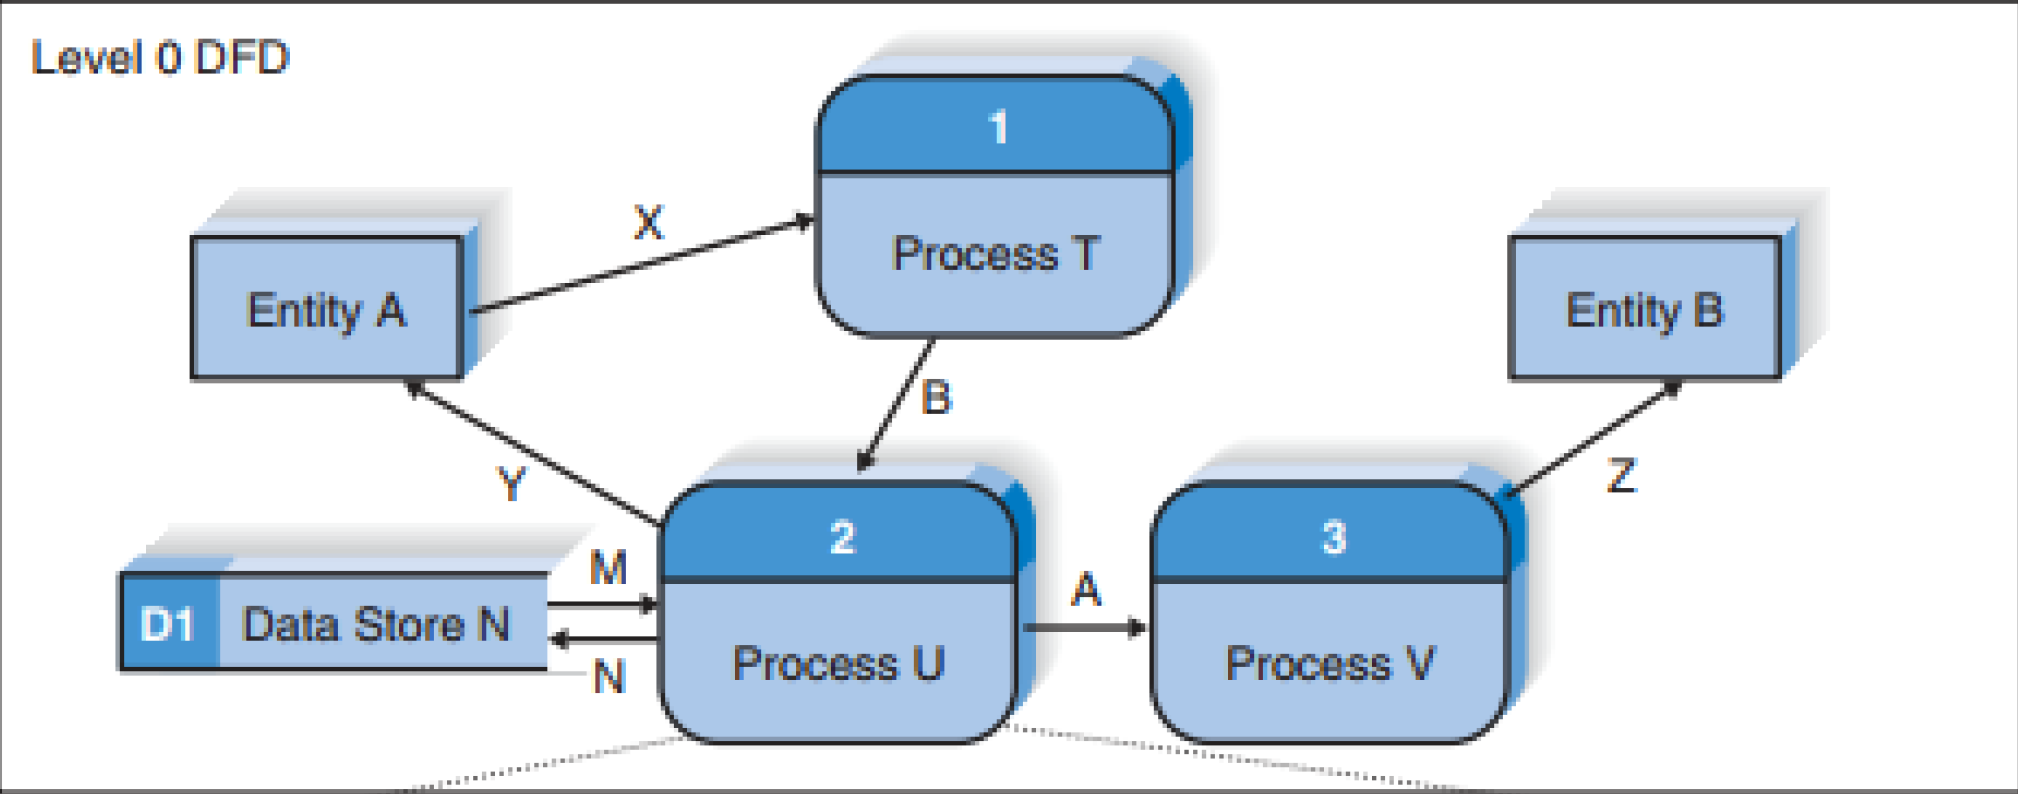 Level 0 DFD
1
Process T
X
Entity A
Entity B
B
Y
Z
2
Process U
3
Process V
M
A
D1 Data Store N
N